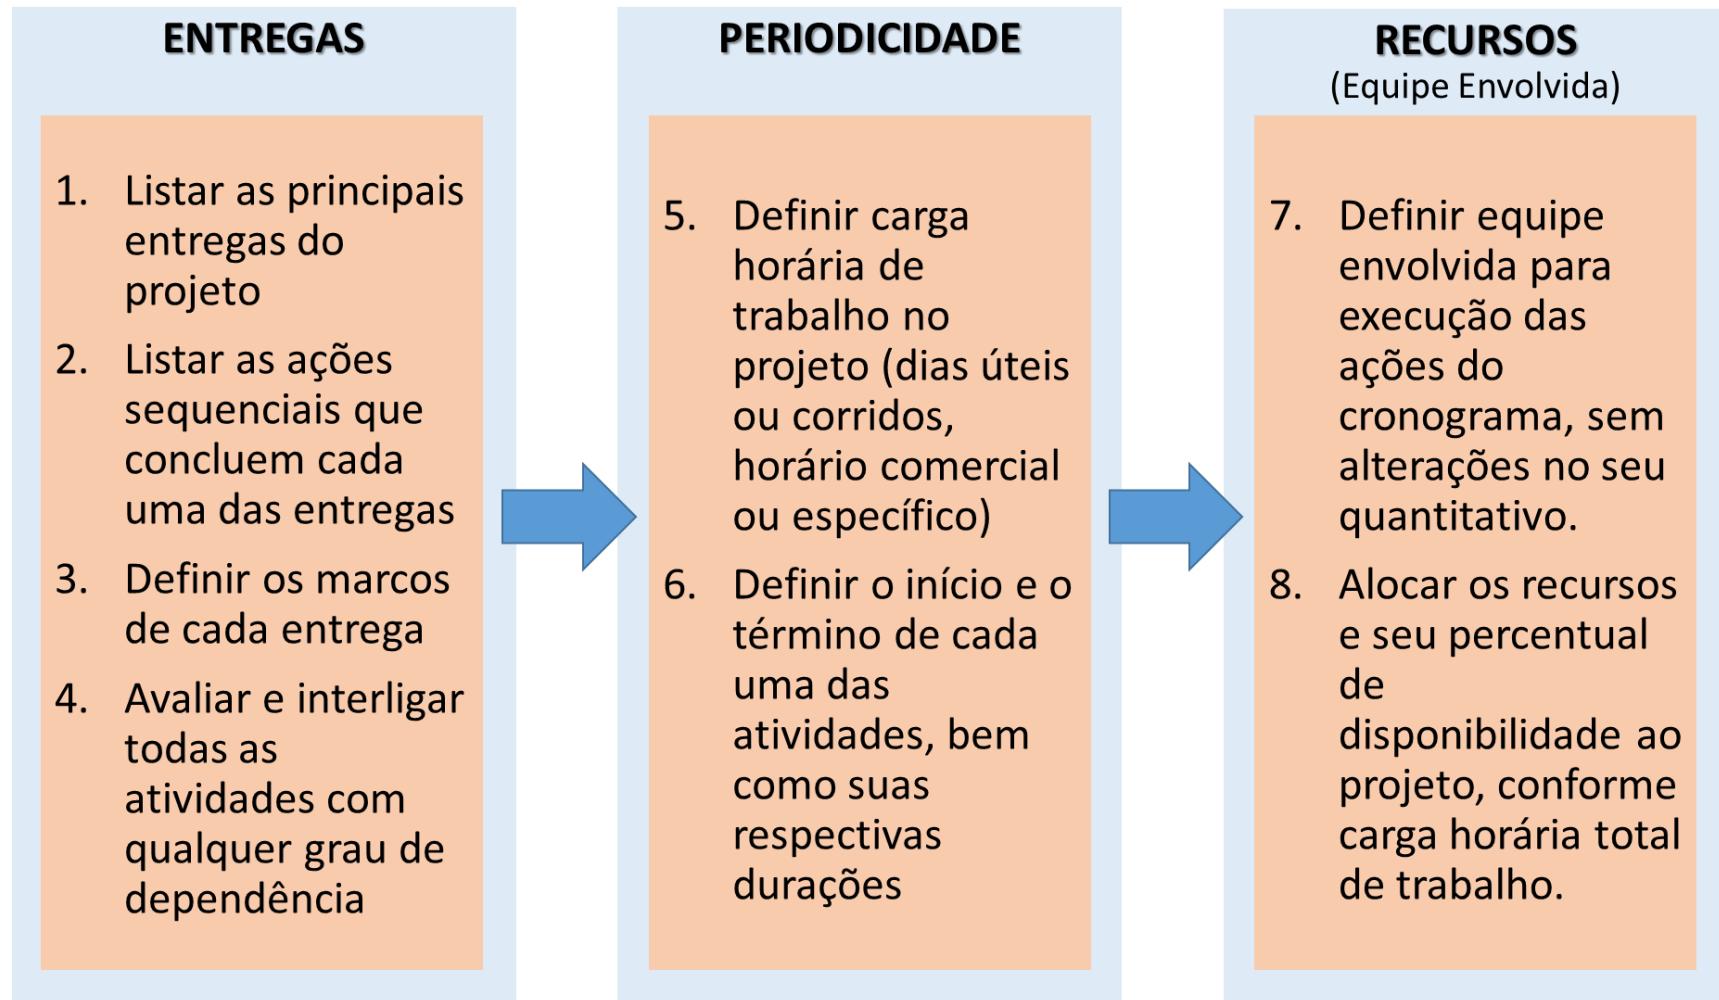 ENTREGAS
1. Listar as principais
entregas do
projeto
2. Listar as ações
sequenciais que
concluem cada
uma das entregas
3. Definir os marcos
de cada entrega
4. Avaliar e interligar
todas as
atividades com
qualquer grau de
dependência
PERIODICIDADE
5. Definir carga
horária de
trabalho no
projeto (dias úteis
ou corridos,
horário comercial
ou específico)
6. Definir o início e o
término de cada
uma das
atividades, bem
como suas
respectivas
durações
RECURSOS
(Equipe Envolvida)
7. Definir equipe
envolvida para
execução das
ações do
cronograma, sem
alterações no seu
quantitativo.
8. Alocar os recursos
e seu percentual
de
disponibilidade ao
projeto, conforme
carga horária total
de trabalho.